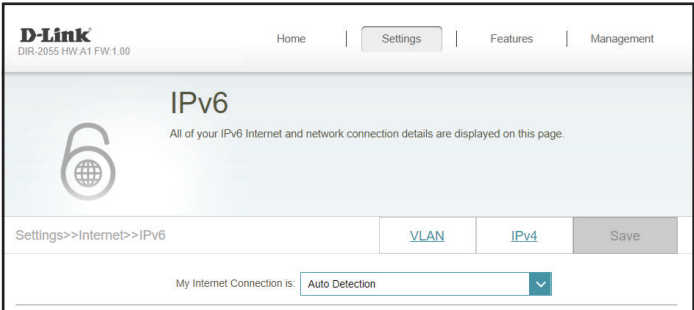 D-Link
DIR-2055 HW:A1 FW:1.00
Home
Settings
Features
Management
IPv6
All of your IPv6 Internet and network connection details are displayed on this page.
Settings>>Internet>>IPv6
VLAN
IPv4
Save
My Internet Connection is:
Auto Detection